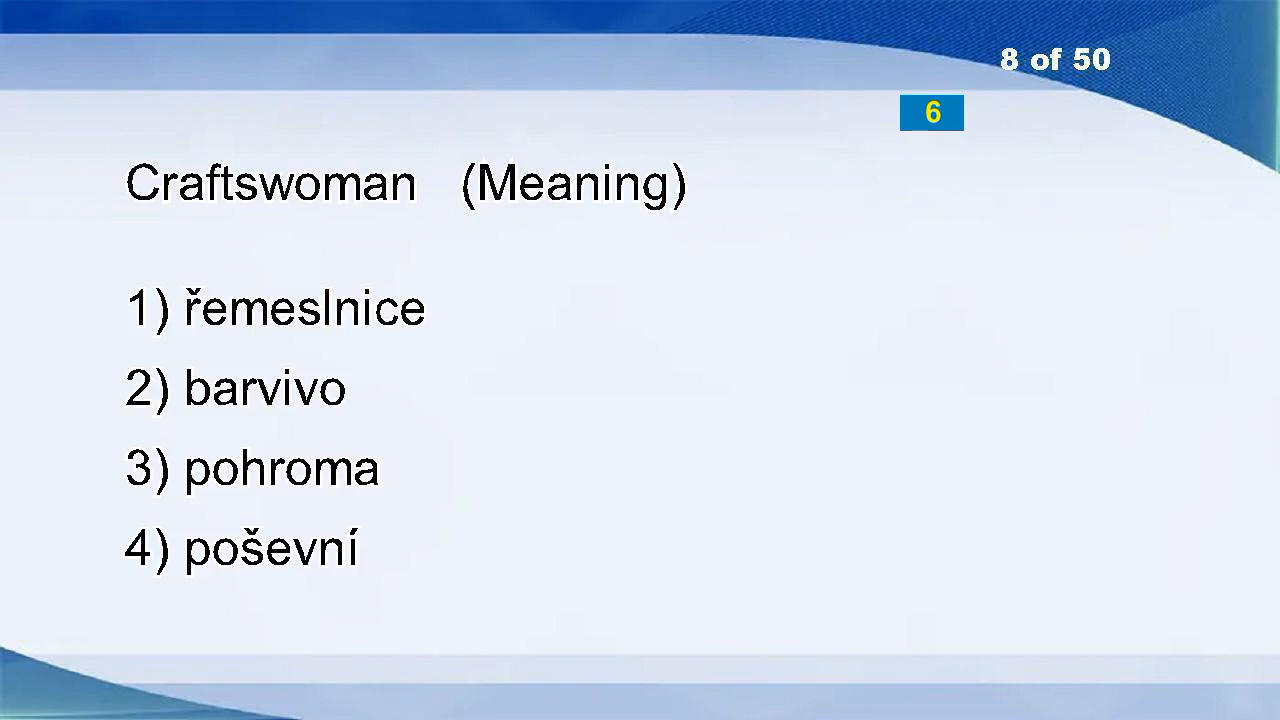 8 of 50
6
Craftswoman (Meaning)
1) řemeslnice
2) barvivo
3) pohroma
4) poševní